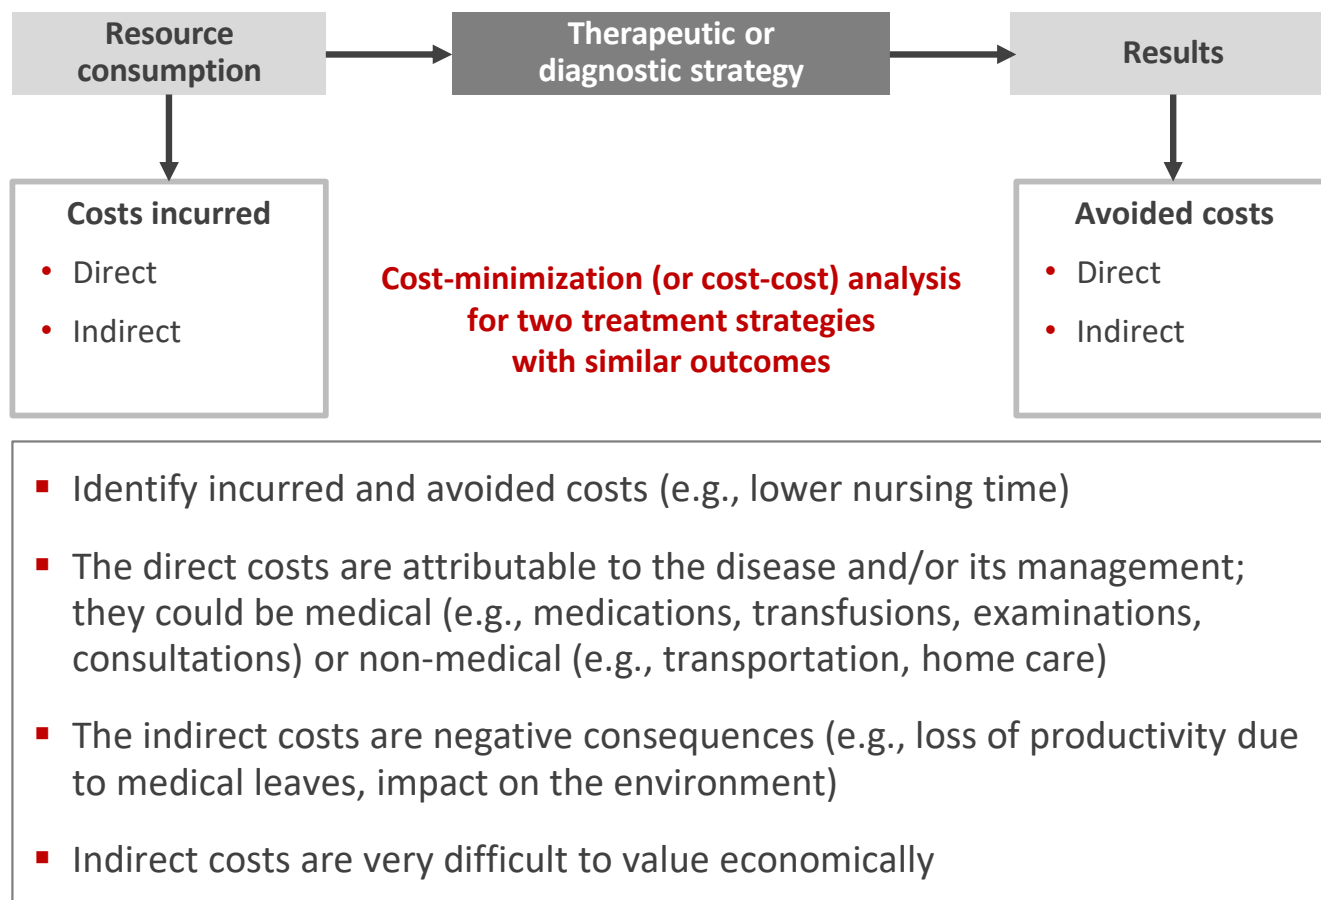 Resource
consumption
Therapeutic or
diagnostic strategy
Results
Costs incurred
• Direct
• Indirect
Cost-minimization (or cost-cost) analysis
for two treatment strategies
with similar outcomes
Avoided costs
• Direct
• Indirect
▪ Identify incurred and avoided costs (e.g., lower nursing time)
▪ The direct costs are attributable to the disease and/or its management;
they could be medical (e.g., medications, transfusions, examinations,
consultations) or non-medical (e.g., transportation, home care)
▪ The indirect costs are negative consequences (e.g., loss of productivity due
to medical leaves, impact on the environment)
▪ Indirect costs are very difficult to value economically